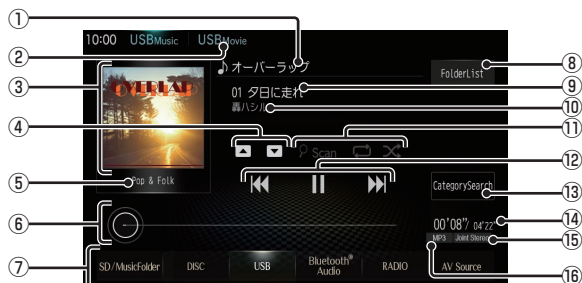 ①
10:00 USBMusic USBMovie
②
♪オーバーラップ
③
OVERLAP
FolderList
⑧
01 夕日に走れ
⑨
轟ハシル
⑩
④
Scan
⑪
⑫
⑤
Pop & Folk
CategorySearch
⑬
⑥
00'08"/ 04'22"
⑭
MP3 Joint Stereo
⑮
⑦
SD/MusicFolder DISC USB Bluetooth® Audio RADIO AV Source
⑯